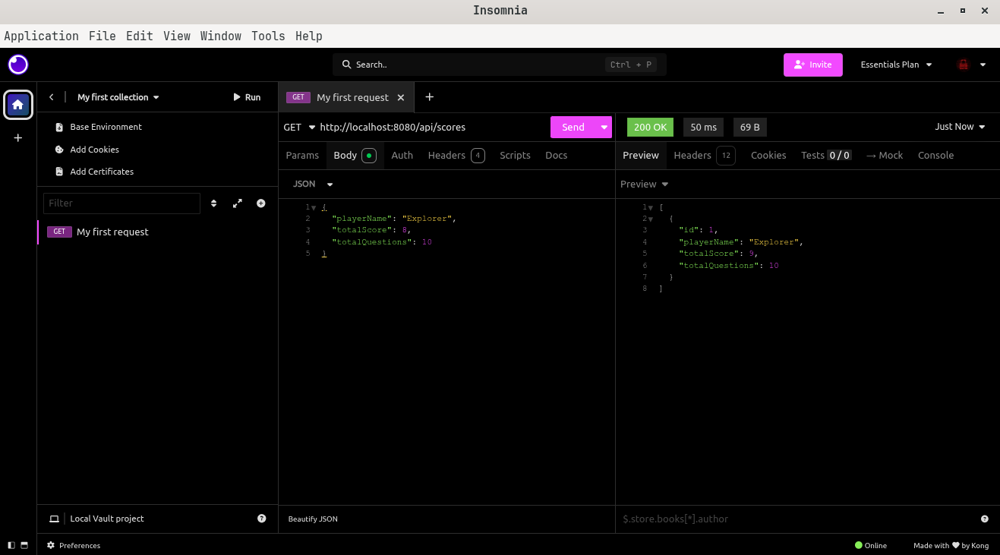 Insomnia
Application File Edit View Window Tools Help
Search.. Ctrl + P
Invite
Essentials Plan
My first collection
Run
GET My first request
Base Environment
Add Cookies
Add Certificates
Filter
GET My first request
GET http://localhost:8080/api/scores Send
200 OK 50 ms 69 B Just Now
Params Body Auth Headers 4 Scripts Docs
Preview Headers 12 Cookies Tests 0 / 0 → Mock Console
JSON
Preview
1 {
2 "playerName": "Explorer",
3 "totalScore": 8,
4 "totalQuestions": 10
5 }
1 [
2 {
3 "id": 1,
4 "playerName": "Explorer",
5 "totalScore": 9,
6 "totalQuestions": 10
7 }
8 ]
Local Vault project
Beautify JSON
$.store.books[*].author
Preferences
Online
Made with ♥ by Kong